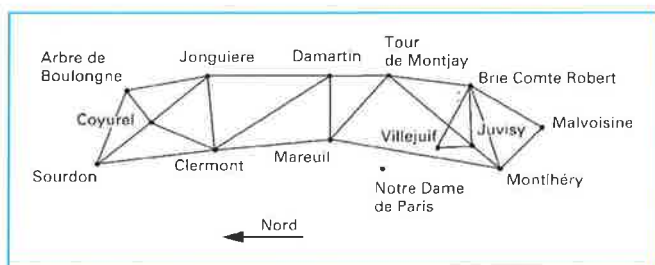 Arbre de
Boulongne
Jonguiere
Damartin
Tour
de Montjay
Brie Comte Robert
Coyurel
Villejuif
Juvisy
Malvoisine
Sourdon
Clermont
Mareuil
Montlhéry
Notre Dame
de Paris
Nord